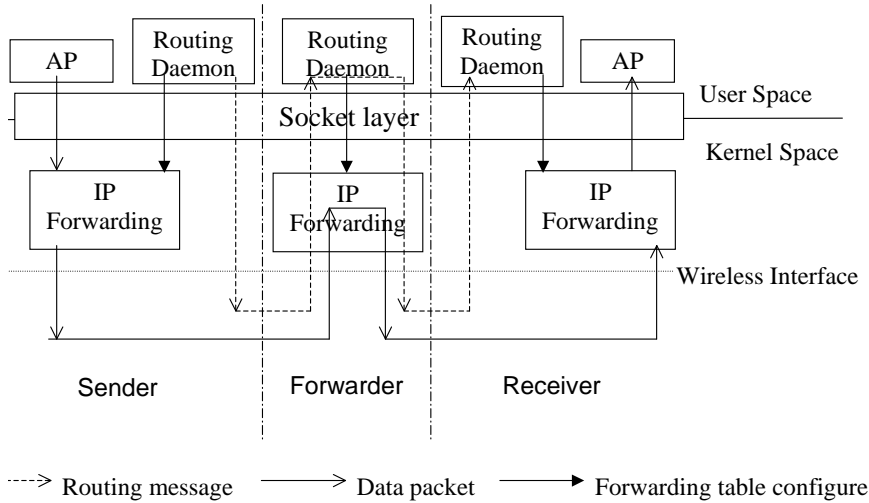 AP
Routing
Daemon
Routing
Daemon
Routing
Daemon
AP
User Space
Socket layer
Kernel Space
IP
Forwarding
IP
Forwarding
IP
Forwarding
Wireless Interface
Sender
Forwarder
Receiver
Routing message
Data packet
Forwarding table configure